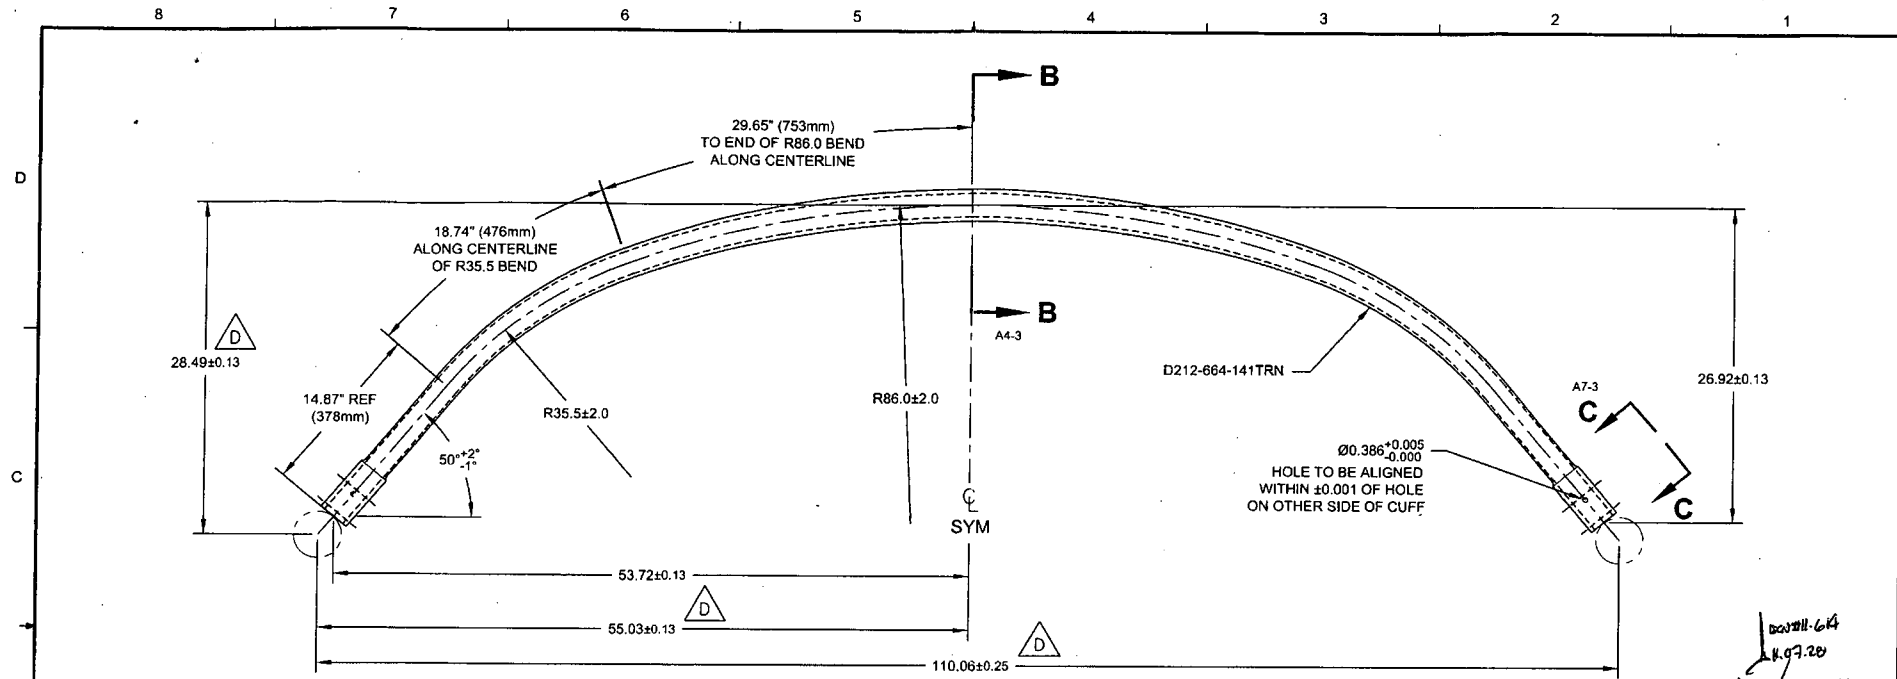 8 7 6 5 4 3 2 1
B
29.65" (753mm)
TO END OF R86.0 BEND
ALONG CENTERLINE
D
18.74" (476mm)
ALONG CENTERLINE
OF R35.5 BEND
B
A4-3
D
28.49±0.13
D212-664-141TRN
26.92±0.13
14.87" REF
(378mm)
R35.5±2.0
R86.0±2.0
A7-3
C
50°+2°
-1°
Ø0.386+0.005
-0.000
HOLE TO BE ALIGNED
WITHIN ±0.001 OF HOLE
ON OTHER SIDE OF CUFF
C
C
℄
SYM
53.72±0.13
D
55.03±0.13
D
110.06±0.25